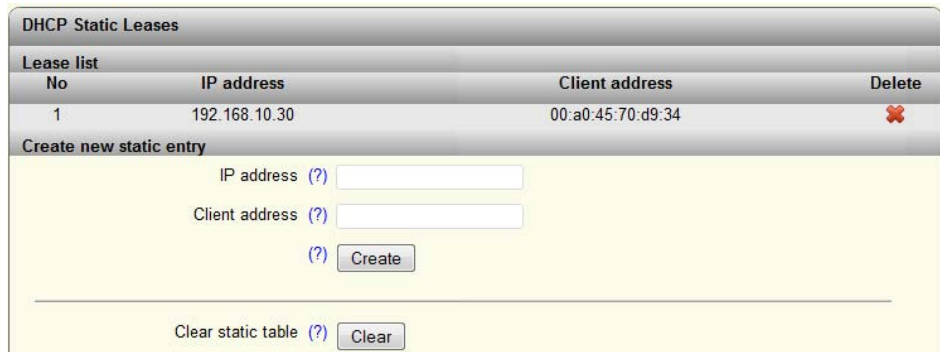 DHCP Static Leases
Lease list
No IP address Client address Delete
1 192.168.10.30 00:a0:45:70:d9:34
Create new static entry
IP address (?)
Client address (?)
(?) Create
Clear static table (?) Clear